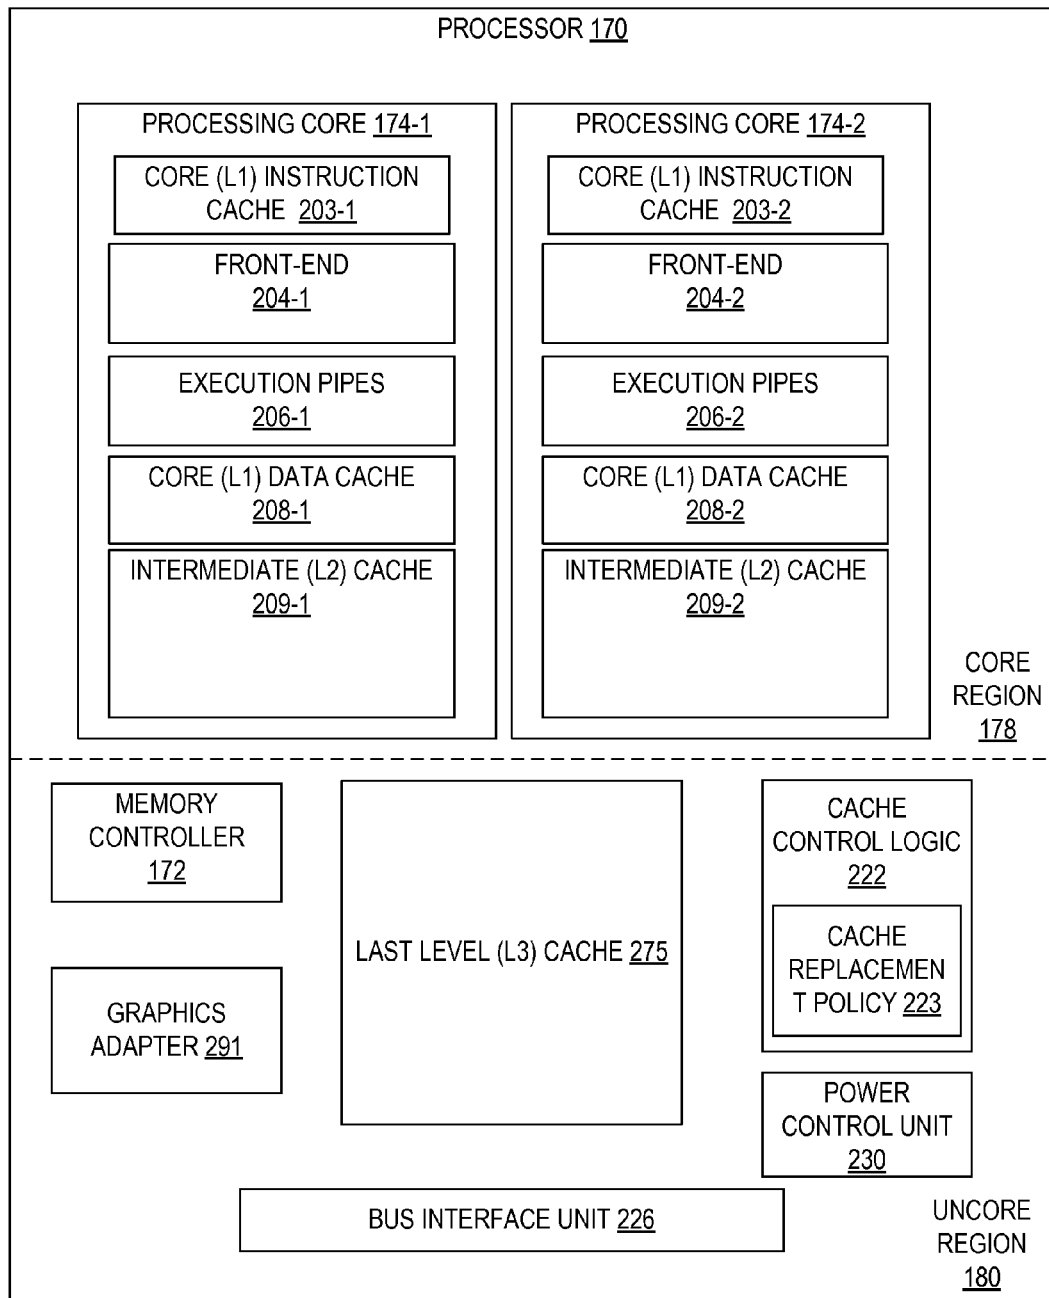 PROCESSOR 170
PROCESSING CORE 174-1
CORE (L1) INSTRUCTION
CACHE 203-1
FRONT-END
204-1
EXECUTION PIPES
206-1
CORE (L1) DATA CACHE
208-1
INTERMEDIATE (L2) CACHE
209-1
PROCESSING CORE 174-2
CORE (L1) INSTRUCTION
CACHE 203-2
FRONT-END
204-2
EXECUTION PIPES
206-2
CORE (L1) DATA CACHE
208-2
INTERMEDIATE (L2) CACHE
209-2
CORE
REGION
178
MEMORY
CONTROLLER
172
GRAPHICS
ADAPTER 291
LAST LEVEL (L3) CACHE 275
CACHE
CONTROL LOGIC
222
CACHE
REPLACEMEN
T POLICY 223
POWER
CONTROL UNIT
230
BUS INTERFACE UNIT 226
UNCORE
REGION
180